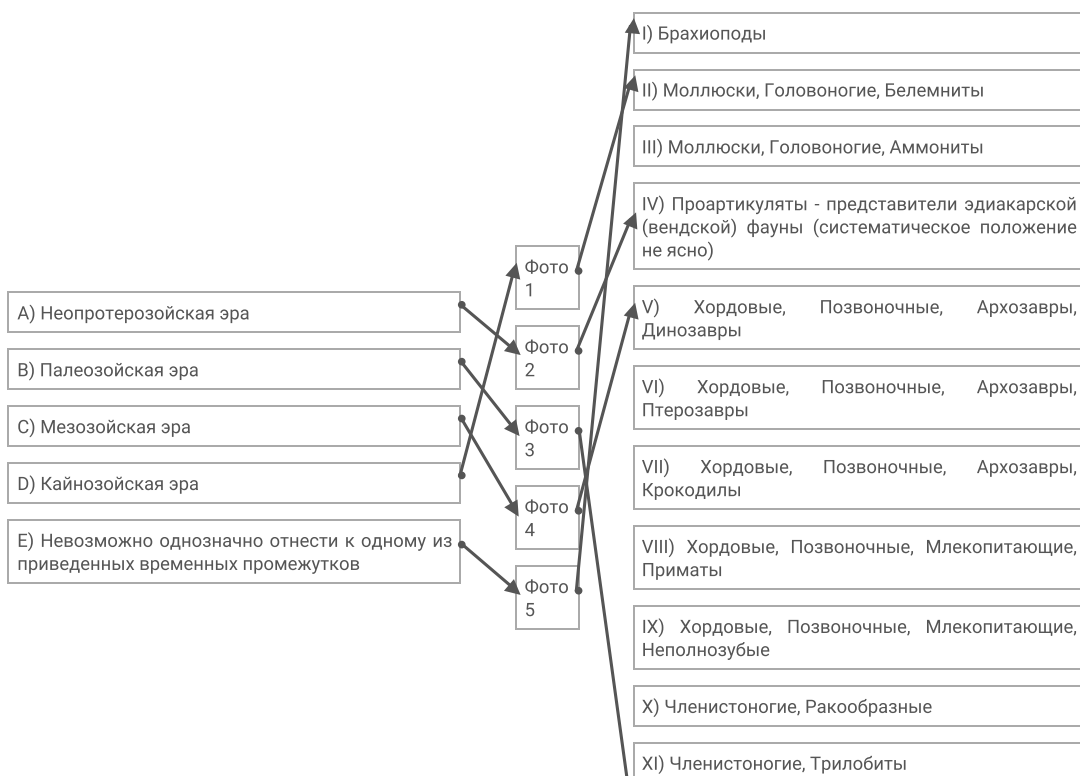 A) Неопротерозойская эра
B) Палеозойская эра
C) Мезозойская эра
D) Кайнозойская эра
E) Невозможно однозначно отнести к одному из
приведенных временных промежутков
Фото
1
Фото
2
Фото
3
Фото
4
Фото
5
I) Брахиоподы
II) Моллюски, Головоногие, Белемниты
III) Моллюски, Головоногие, Аммониты
IV) Проартикуляты - представители эдиакарской
(вендской) фауны (систематическое положение
не ясно)
V) Хордовые, Позвоночные, Архозавры,
Динозавры
VI) Хордовые, Позвоночные, Архозавры,
Птерозавры
VII) Хордовые, Позвоночные, Архозавры,
Крокодилы
VIII) Хордовые, Позвоночные, Млекопитающие,
Приматы
IX) Хордовые, Позвоночные, Млекопитающие,
Неполнозубые
X) Членистоногие, Ракообразные
XI) Членистоногие, Трилобиты